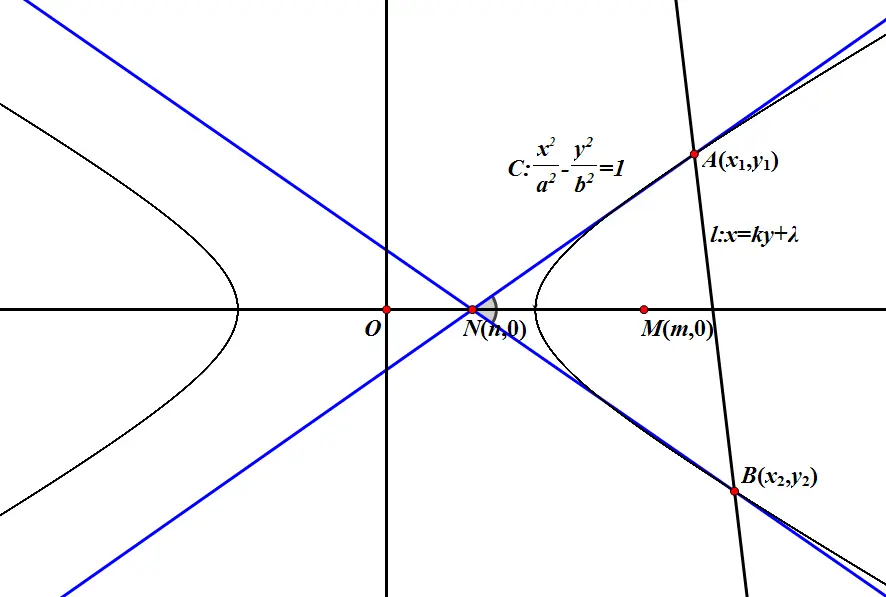 C: x²/a² - y²/b² = 1
A(x₁,y₁)
l:x=ky+λ
O
N(n,0)
M(m,0)
B(x₂,y₂)